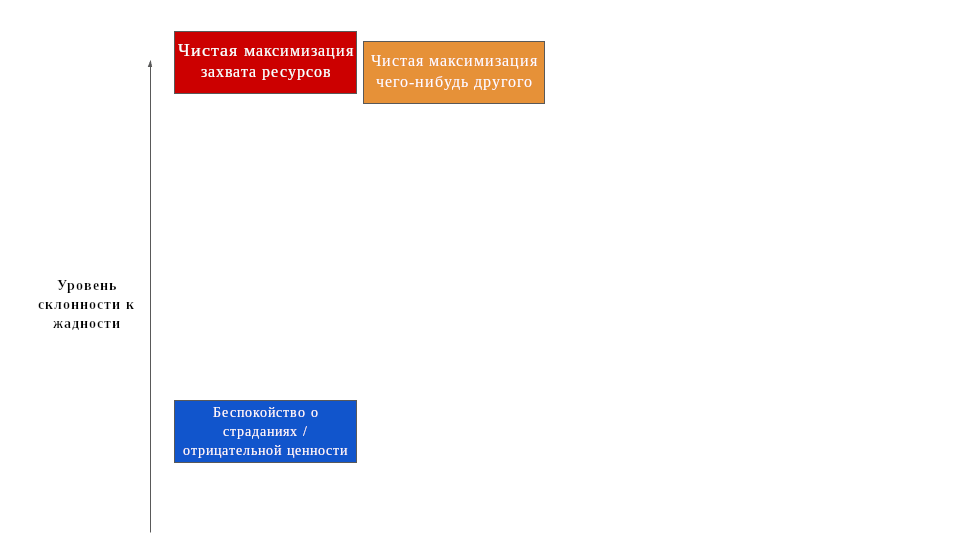 Чистая максимизация
захвата ресурсов
Чистая максимизация
чего-нибудь другого
Уровень
склонности к
жадности
Беспокойство о
страданиях /
отрицательной ценности